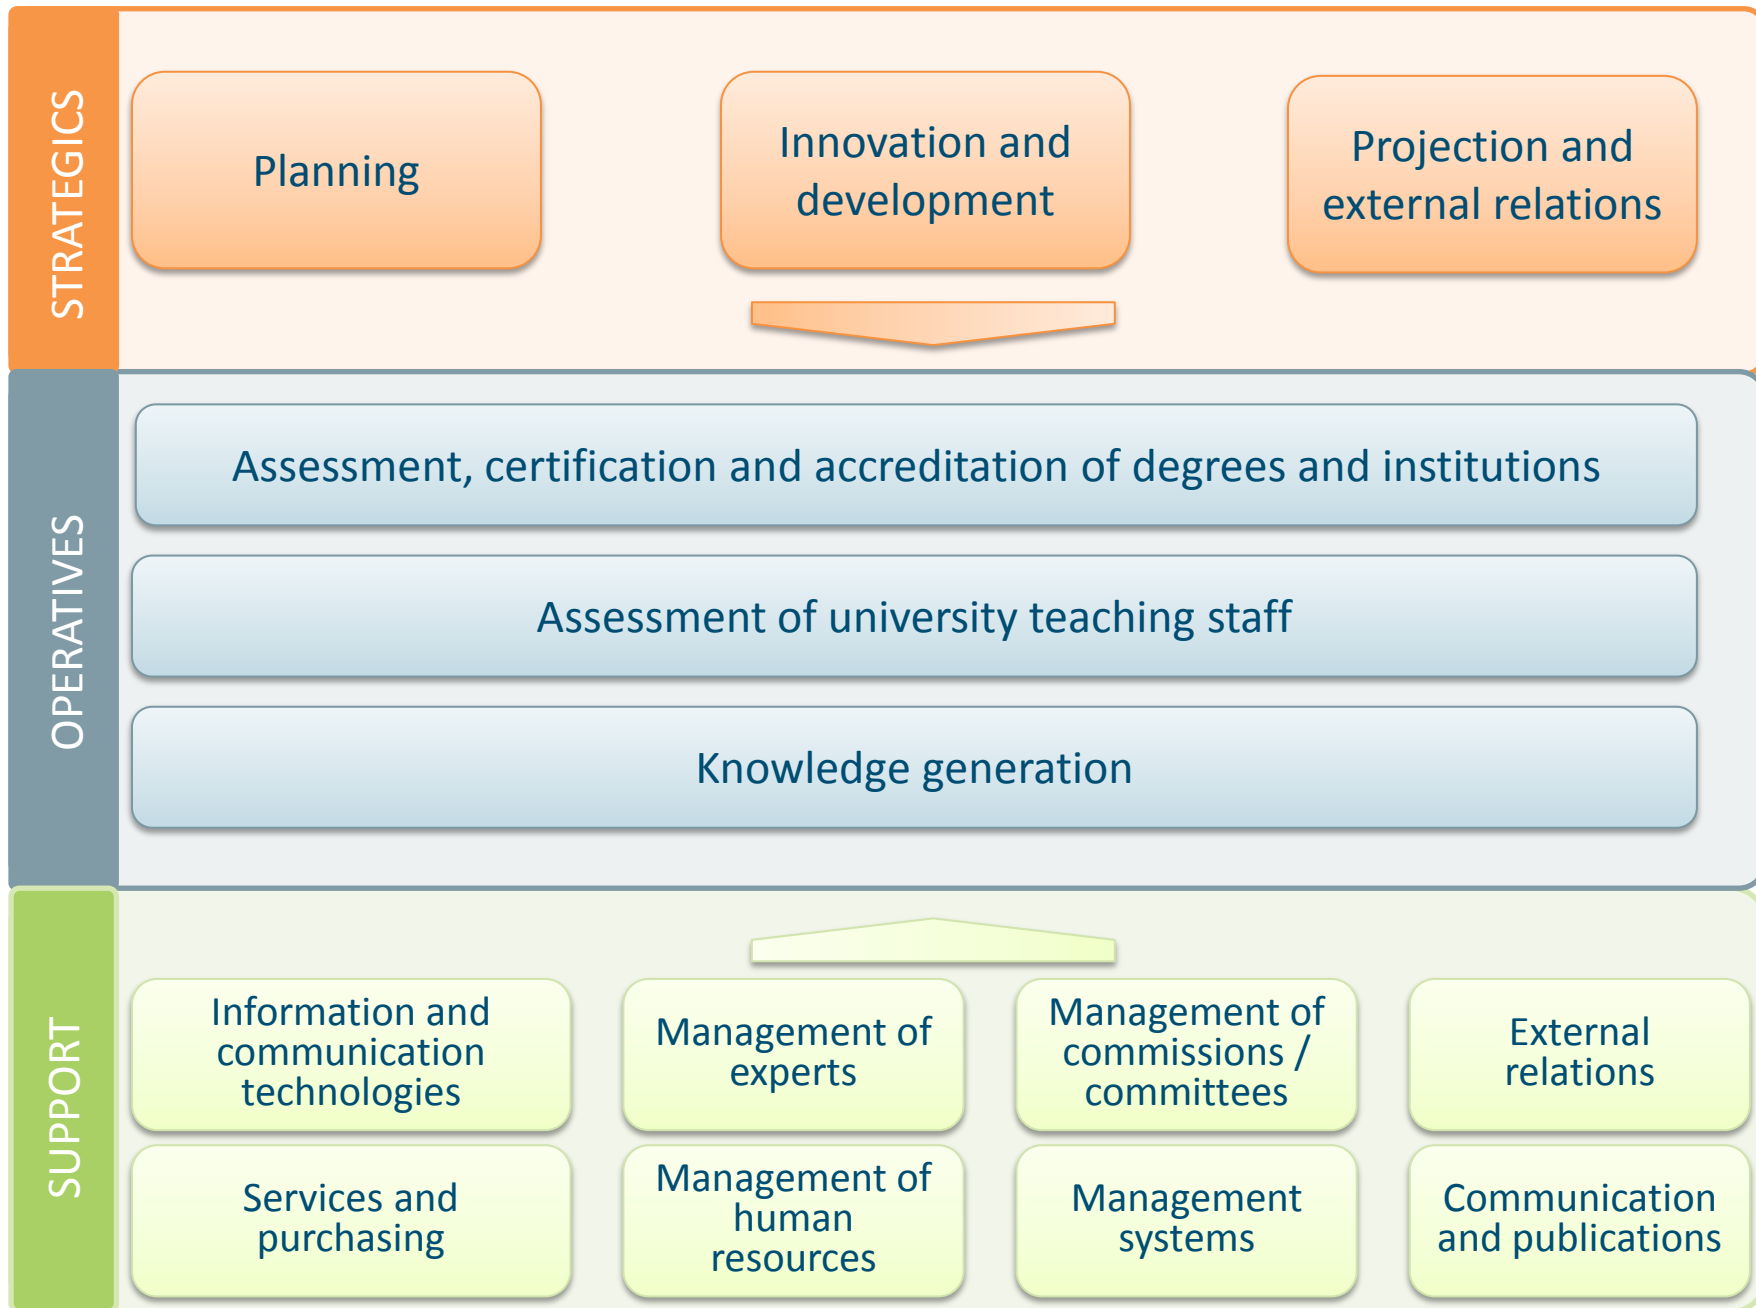 STRATEGICS
Planning
Innovation and
development
Projection and
external relations
OPERATIVES
Assessment, certification and accreditation of degrees and institutions
Assessment of university teaching staff
Knowledge generation
SUPPORT
Information and
communication
technologies
Management of
experts
Management of
commissions /
committees
External
relations
Services and
purchasing
Management of
human
resources
Management
systems
Communication
and publications